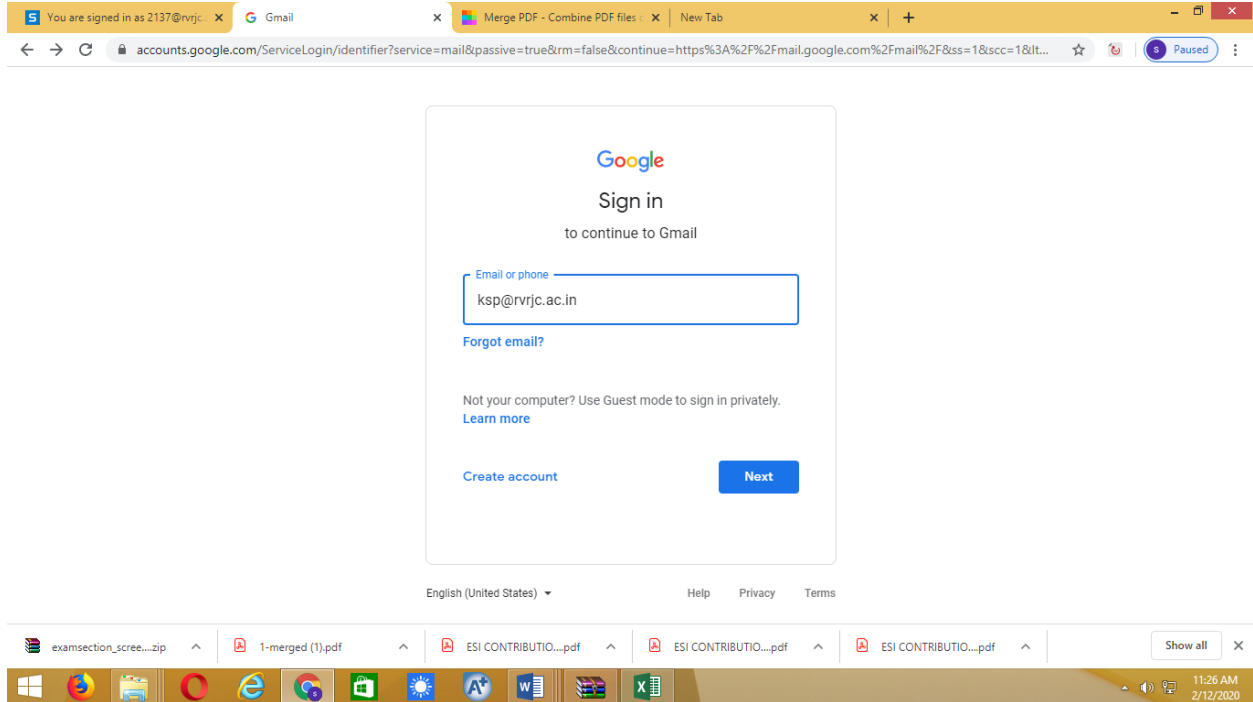 You are signed in as 2137@rvrjc.
Gmail
Merge PDF - Combine PDF files
New Tab
accounts.google.com/ServiceLogin/identifier?service=mail&passive=true&rm=false&continue=https%3A%2F%2Fmail.google.com%2Fmail%2F&ss=1&scc=1&lt...
s Paused
Google
Sign in
to continue to Gmail
Email or phone
ksp@rvrjc.ac.in
Forgot email?
Not your computer? Use Guest mode to sign in privately.
Learn more
Create account
Next
English (United States)
Help
Privacy
Terms
examsection_scree....zip
1-merged (1).pdf
ESI CONTRIBUTIO....pdf
ESI CONTRIBUTIO....pdf
ESI CONTRIBUTIO....pdf
Show all
11:26 AM
2/12/2020